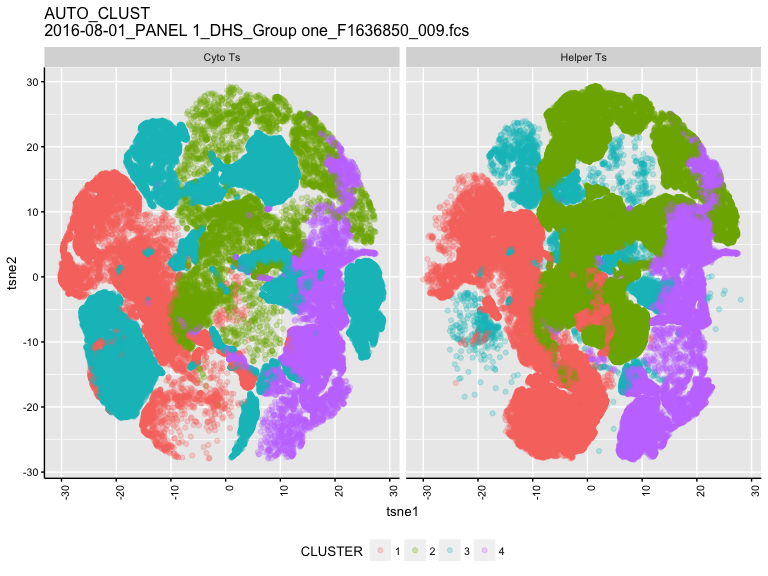 AUTO_CLUST
2016-08-01_PANEL 1_DHS_Group one_F1636850_009.fcs
Cyto Ts
Helper Ts
30
20
10
0
-10
-20
-30
tsne2
-30 -20 -10 0 10 20 30
-30 -20 -10 0 10 20 30
tsne1
CLUSTER 1 2 3 4